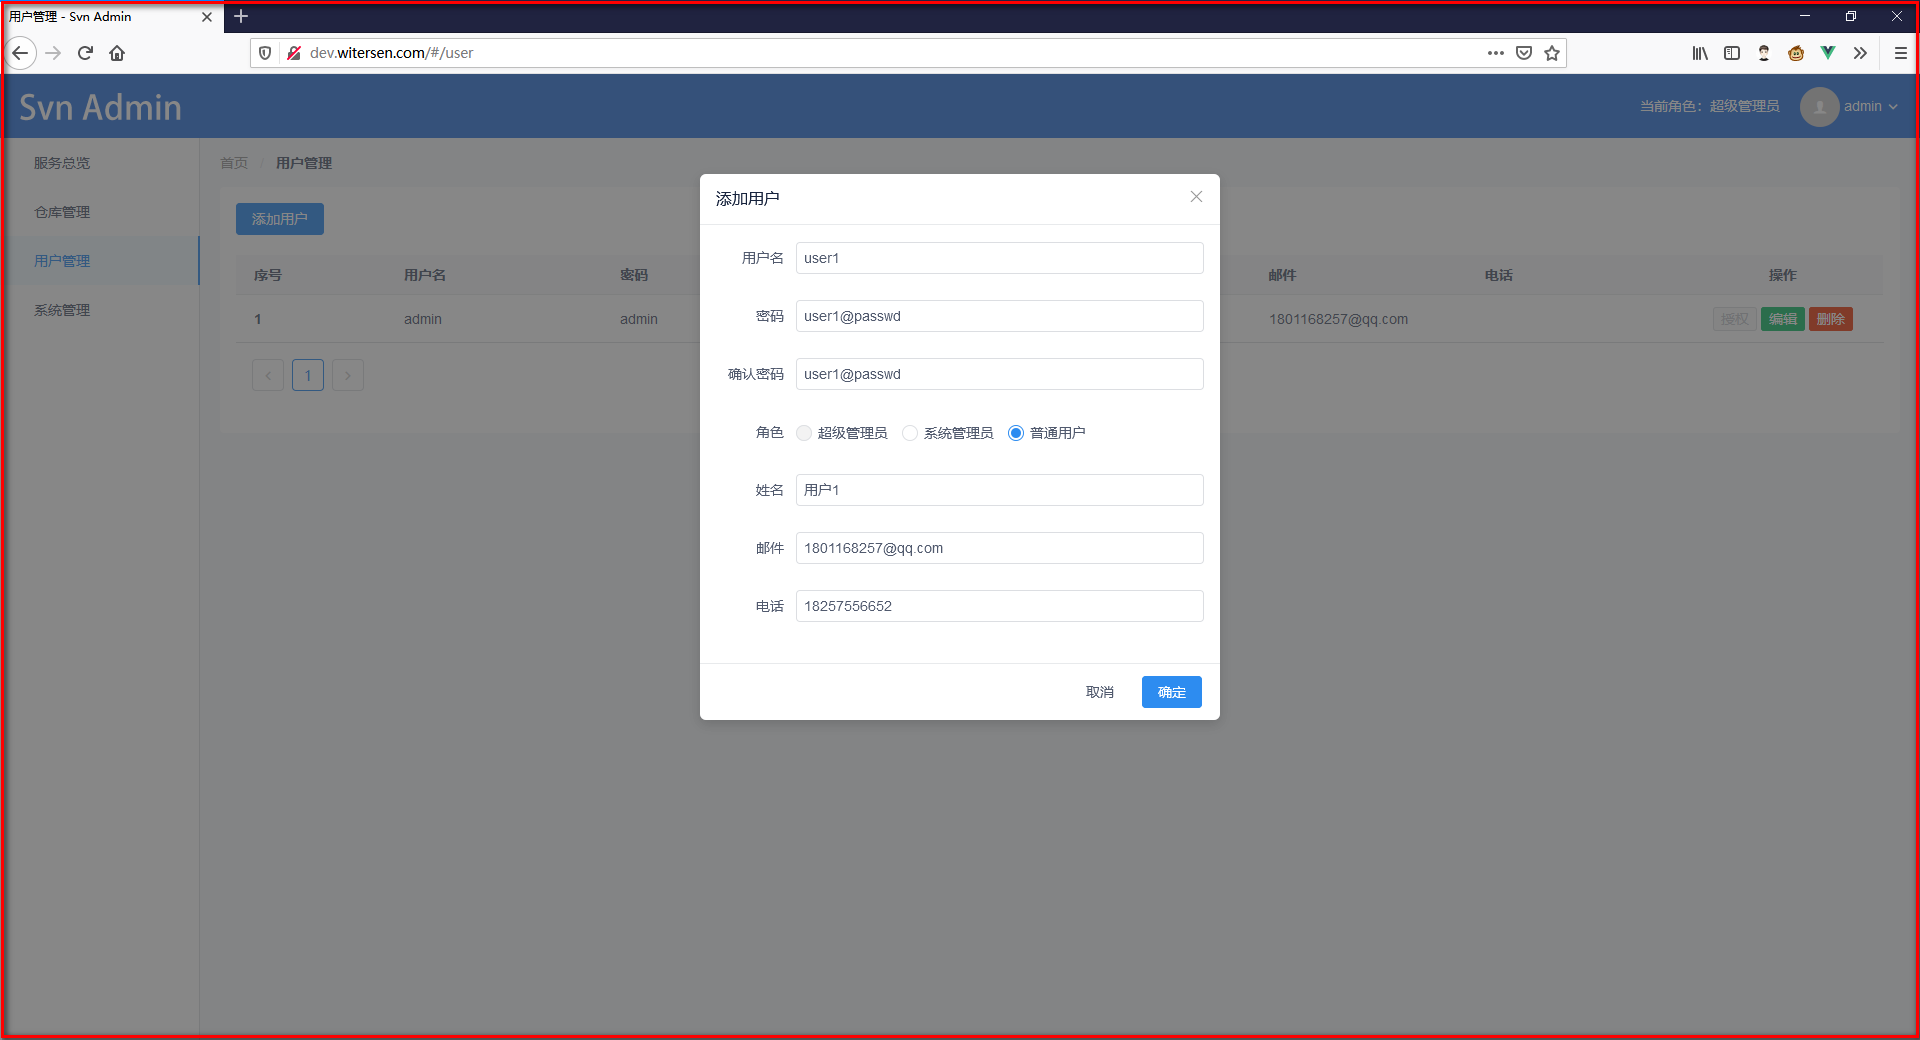 用户管理 - Svn Admin
dev.witersen.com/#/user
Svn Admin
当前角色：超级管理员
admin
服务总览
仓库管理
用户管理
系统管理
首页 / 用户管理
添加用户
序号 用户名 密码 邮件 电话 操作
1 admin admin 1801168257@qq.com 授权 编辑 删除
1
添加用户
用户名 user1
密码 user1@passwd
确认密码 user1@passwd
角色 超级管理员 系统管理员 普通用户
姓名 用户1
邮件 1801168257@qq.com
电话 18257556652
取消 确定